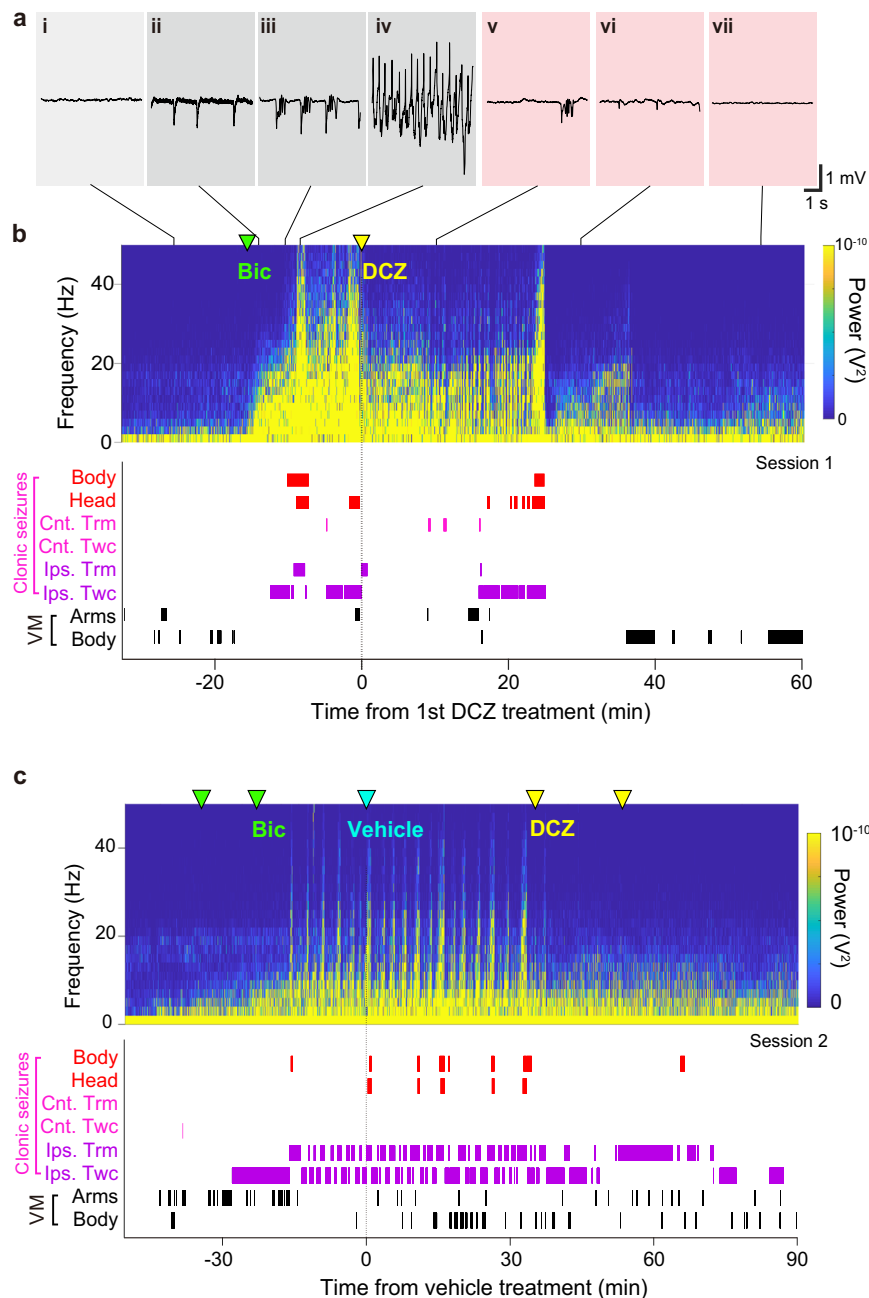 a
i ii iii iv v vi vii
1 mV
1 s
b
Bic DCZ
Frequency (Hz)
40
20
0
10⁻¹⁰
Power (V²)
0
Session 1
Clonic seizures
Body
Head
Cnt. Trm
Cnt. Twc
Ips. Trm
Ips. Twc
VM
Arms
Body
-20 0 20 40 60
Time from 1st DCZ treatment (min)
c
Bic Vehicle DCZ
Frequency (Hz)
40
20
0
10⁻¹⁰
Power (V²)
0
Session 2
Clonic seizures
Body
Head
Cnt. Trm
Cnt. Twc
Ips. Trm
Ips. Twc
VM
Arms
Body
-30 0 30 60 90
Time from vehicle treatment (min)